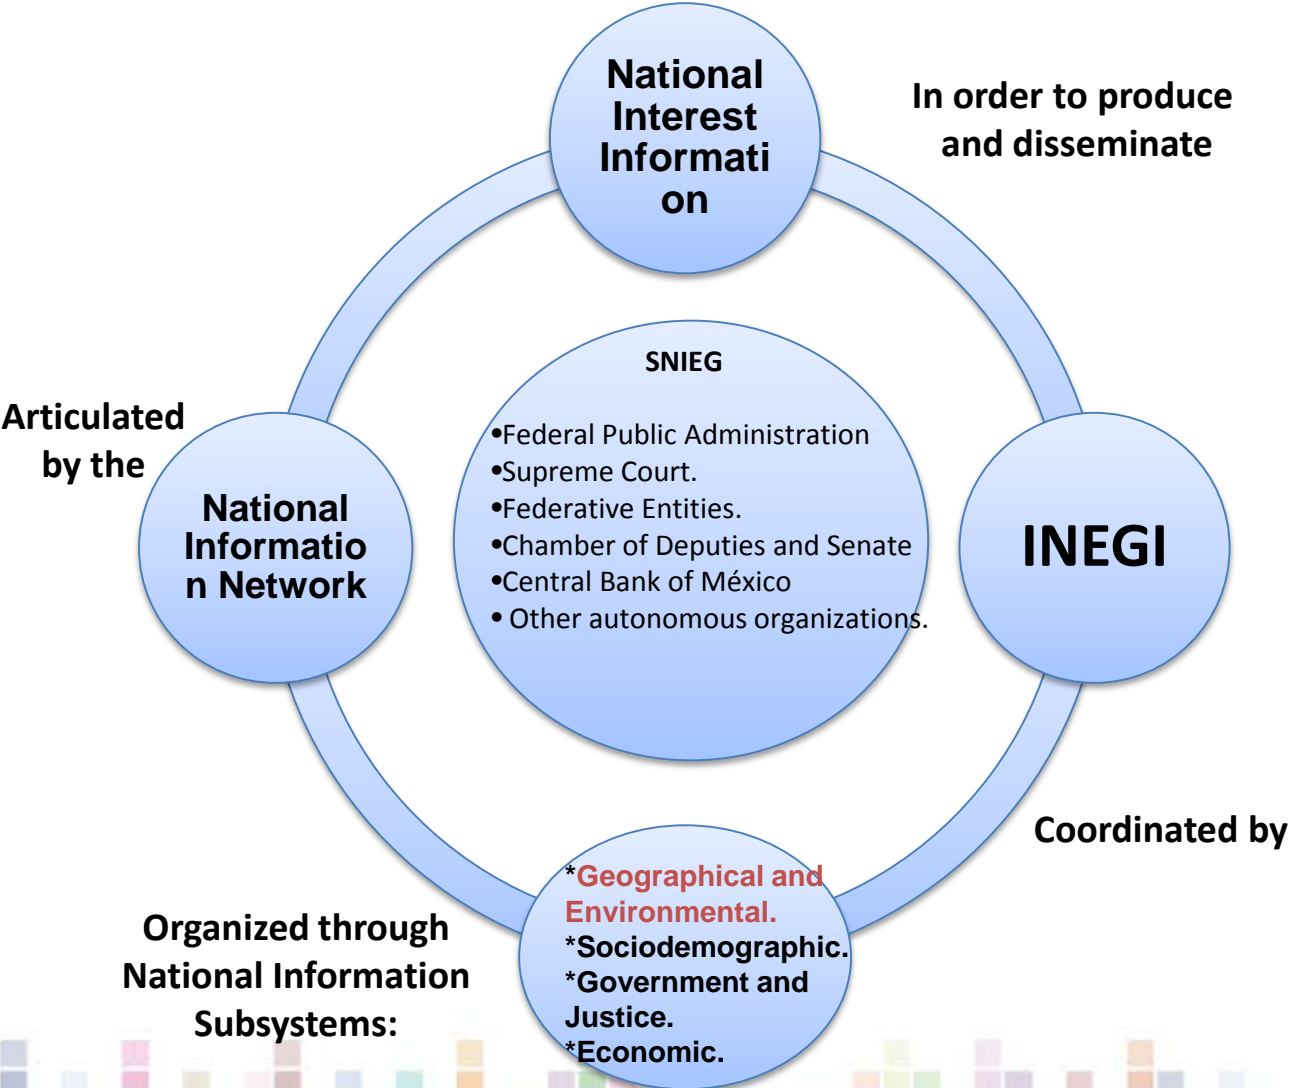 National
Interest
Informati
on
In order to produce
and disseminate
SNIEG
•Federal Public Administration
•Supreme Court.
•Federative Entities.
•Chamber of Deputies and Senate
•Central Bank of México
• Other autonomous organizations.
Articulated
by the
National
Informatio
n Network
INEGI
Coordinated by
*Geographical and
Environmental.
*Sociodemographic.
*Government and
Justice.
*Economic.
Organized through
National Information
Subsystems: